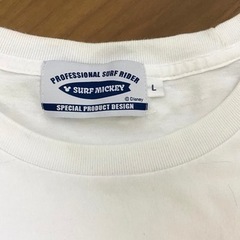 PROFESSIONAL SURF RIDER
SURF MICKEY
© Disney
SPECIAL PRODUCT DESIGN
L